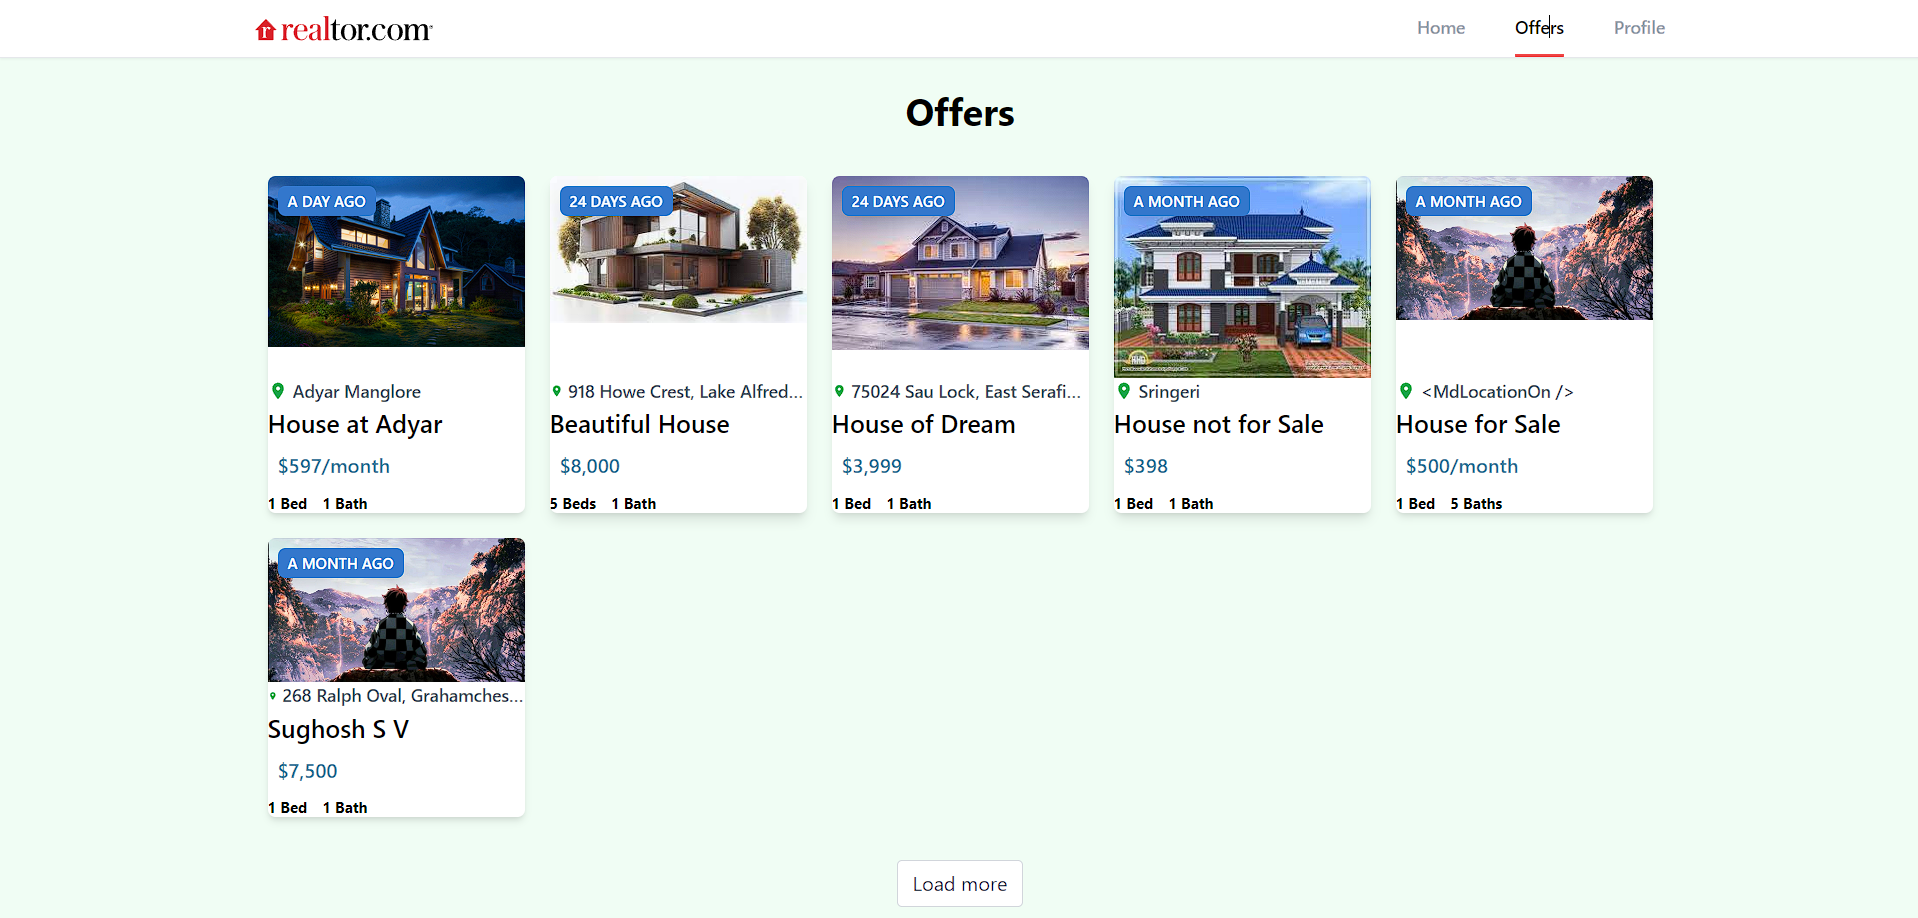 realtor.com
Home
Offers
Profile
Offers
A DAY AGO
Adyar Manglore
House at Adyar
$597/month
1 Bed 1 Bath
24 DAYS AGO
918 Howe Crest, Lake Alfred...
Beautiful House
$8,000
5 Beds 1 Bath
24 DAYS AGO
75024 Sau Lock, East Serafi...
House of Dream
$3,999
1 Bed 1 Bath
A MONTH AGO
Sringeri
House not for Sale
$398
1 Bed 1 Bath
A MONTH AGO
<MdLocationOn />
House for Sale
$500/month
1 Bed 5 Baths
A MONTH AGO
268 Ralph Oval, Grahamches...
Sughosh S V
$7,500
1 Bed 1 Bath
Load more